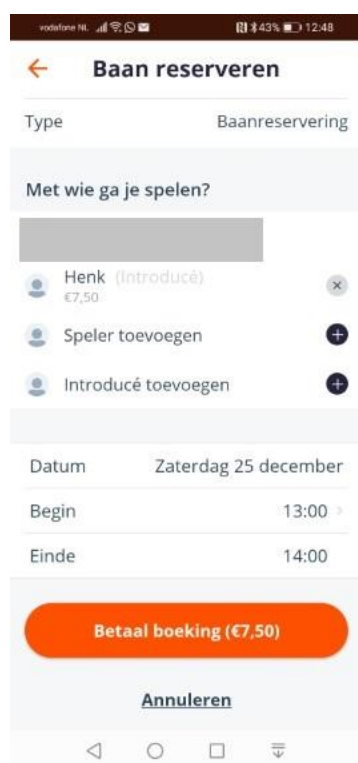 vodafone NL 43% 12:48
Baan reserveren
Type Baanreservering
Met wie ga je spelen?
Henk (Introducé)
€7,50
Speler toevoegen
Introducé toevoegen
Datum Zaterdag 25 december
Begin 13:00
Einde 14:00
Betaal boeking (€7,50)
Annuleren